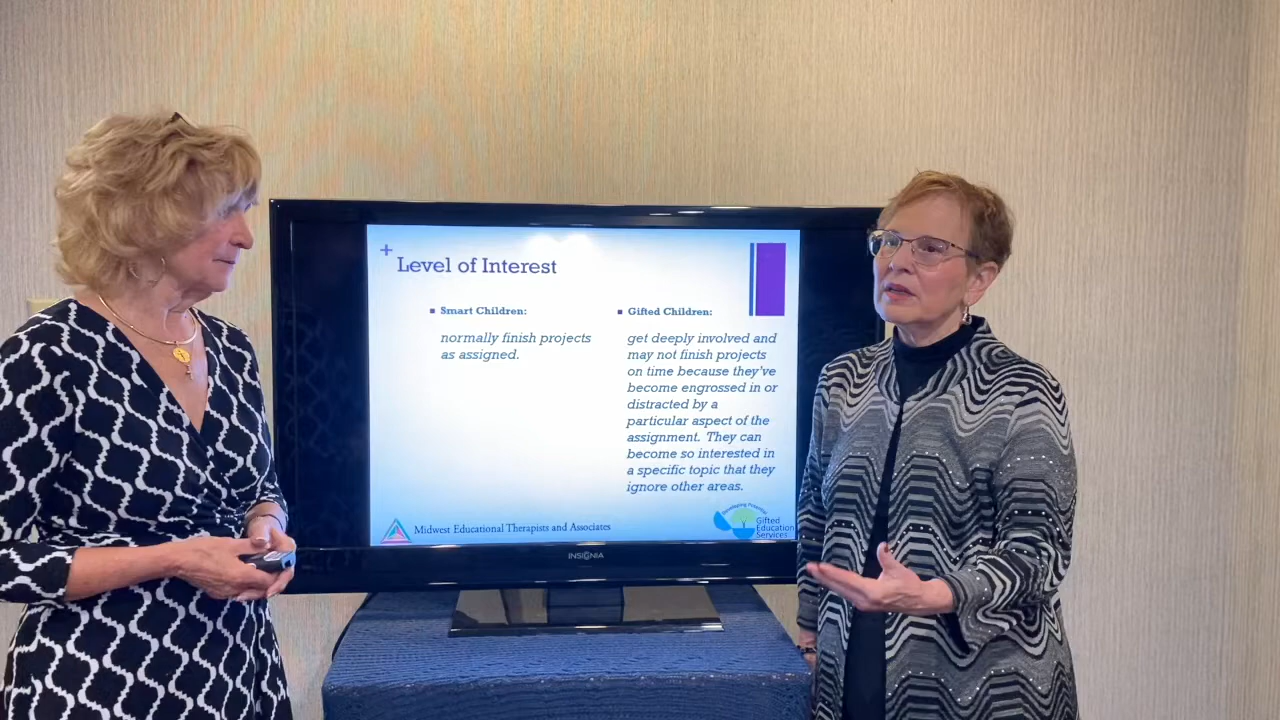 +
Level of Interest
▪ Smart Children:
normally finish projects
as assigned.
▪ Gifted Children:
get deeply involved and
may not finish projects
on time because they've
become engrossed in or
distracted by a
particular aspect of the
assignment. They can
become so interested in
a specific topic that they
ignore other areas.
Midwest Educational Therapists and Associates
Developing Potential
Gifted
Education
Services
INSIGNIA